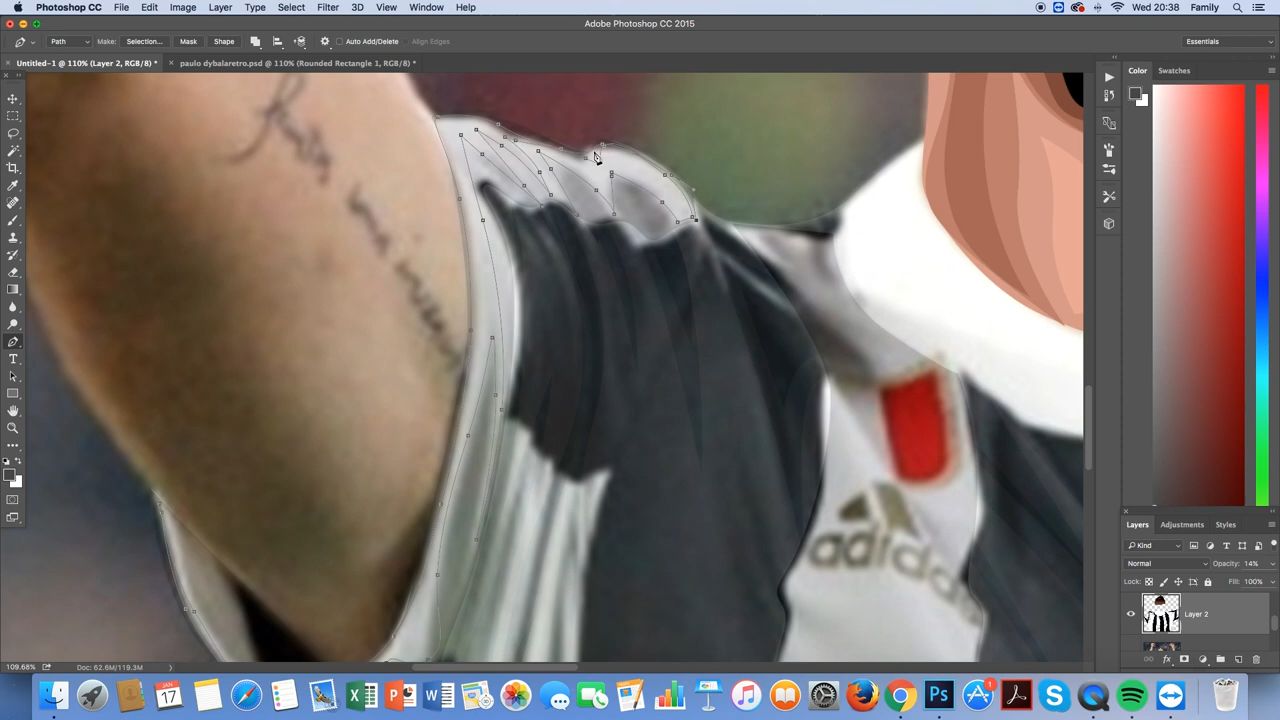 Photoshop CC File Edit Image Layer Type Select Filter 3D View Window Help Wed 20:38 Family
Adobe Photoshop CC 2015
Path Make: Selection... Mask Shape Auto Add/Delete Align Edges Essentials
Untitled-1 @ 110% (Layer 2, RGB/8) * paulo dybalaretro.psd @ 110% (Rounded Rectangle 1, RGB/8) *
Color Swatches
adidas
Layers Adjustments Styles
Kind
Normal Opacity: 14%
Lock: Fill: 100%
Layer 2
109.68% Doc: 62.6M/119.3M
JAN
17
1